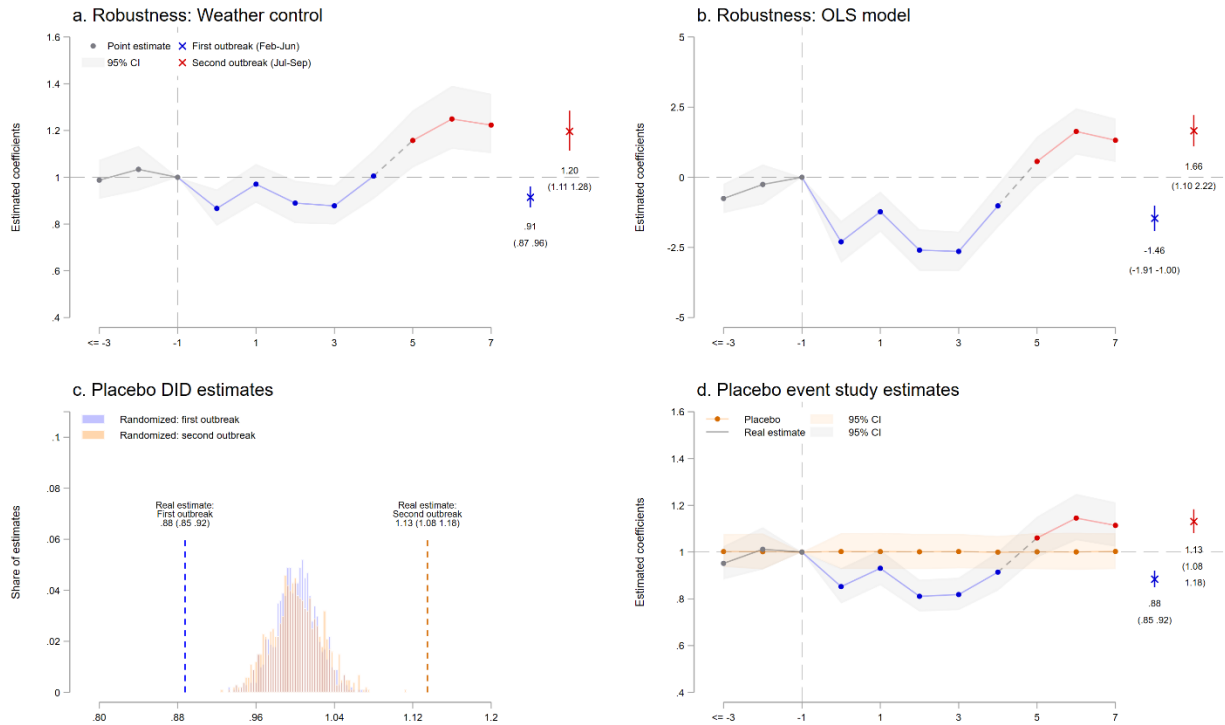 a. Robustness: Weather control
Estimated coefficients
1.6
1.4
1.2
1
.8
.6
.4
Point estimate
First outbreak (Feb-Jun)
95% CI
Second outbreak (Jul-Sep)
1.20
(1.11 1.28)
.91
(.87 .96)
<= -3
-1
1
3
5
7
b. Robustness: OLS model
Estimated coefficients
5
2.5
0
-2.5
-5
1.66
(1.10 2.22)
-1.46
(-1.91 -1.00)
<= -3
-1
1
3
5
7
c. Placebo DID estimates
Share of estimates
.1
.08
.06
.04
.02
0
Randomized: first outbreak
Randomized: second outbreak
Real estimate:
First outbreak
.88 (.85 .92)
Real estimate:
Second outbreak
1.13 (1.08 1.18)
.80
.88
.96
1.04
1.12
1.2
d. Placebo event study estimates
Estimated coefficients
1.6
1.4
1.2
1
.8
.6
.4
Placebo
95% CI
Real estimate
95% CI
1.13
(1.08
1.18)
.88
(.85 .92)
<= -3
-1
1
3
5
7